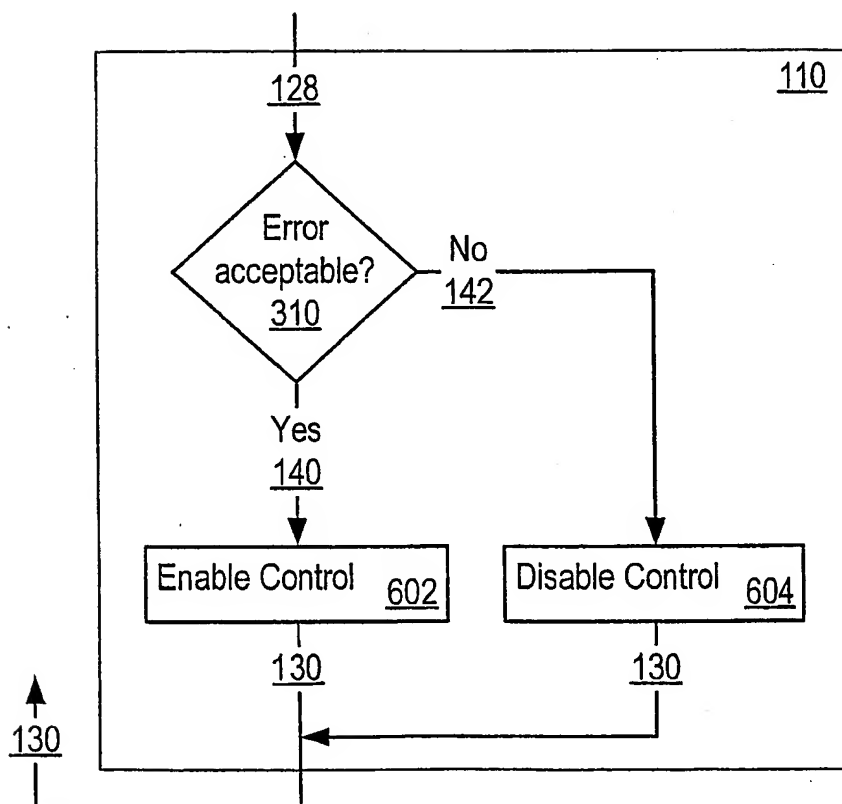 128
110
Error
acceptable?
310
No
142
Yes
140
Enable Control 602
Disable Control 604
130
130
130